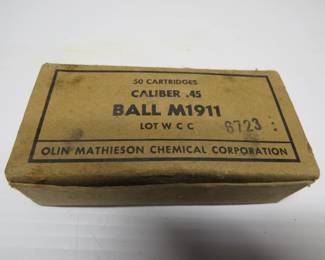 50 CARTRIDGES
CALIBER .45
BALL M1911
LOT W C C 6723
OLIN MATHIESON CHEMICAL CORPORATION